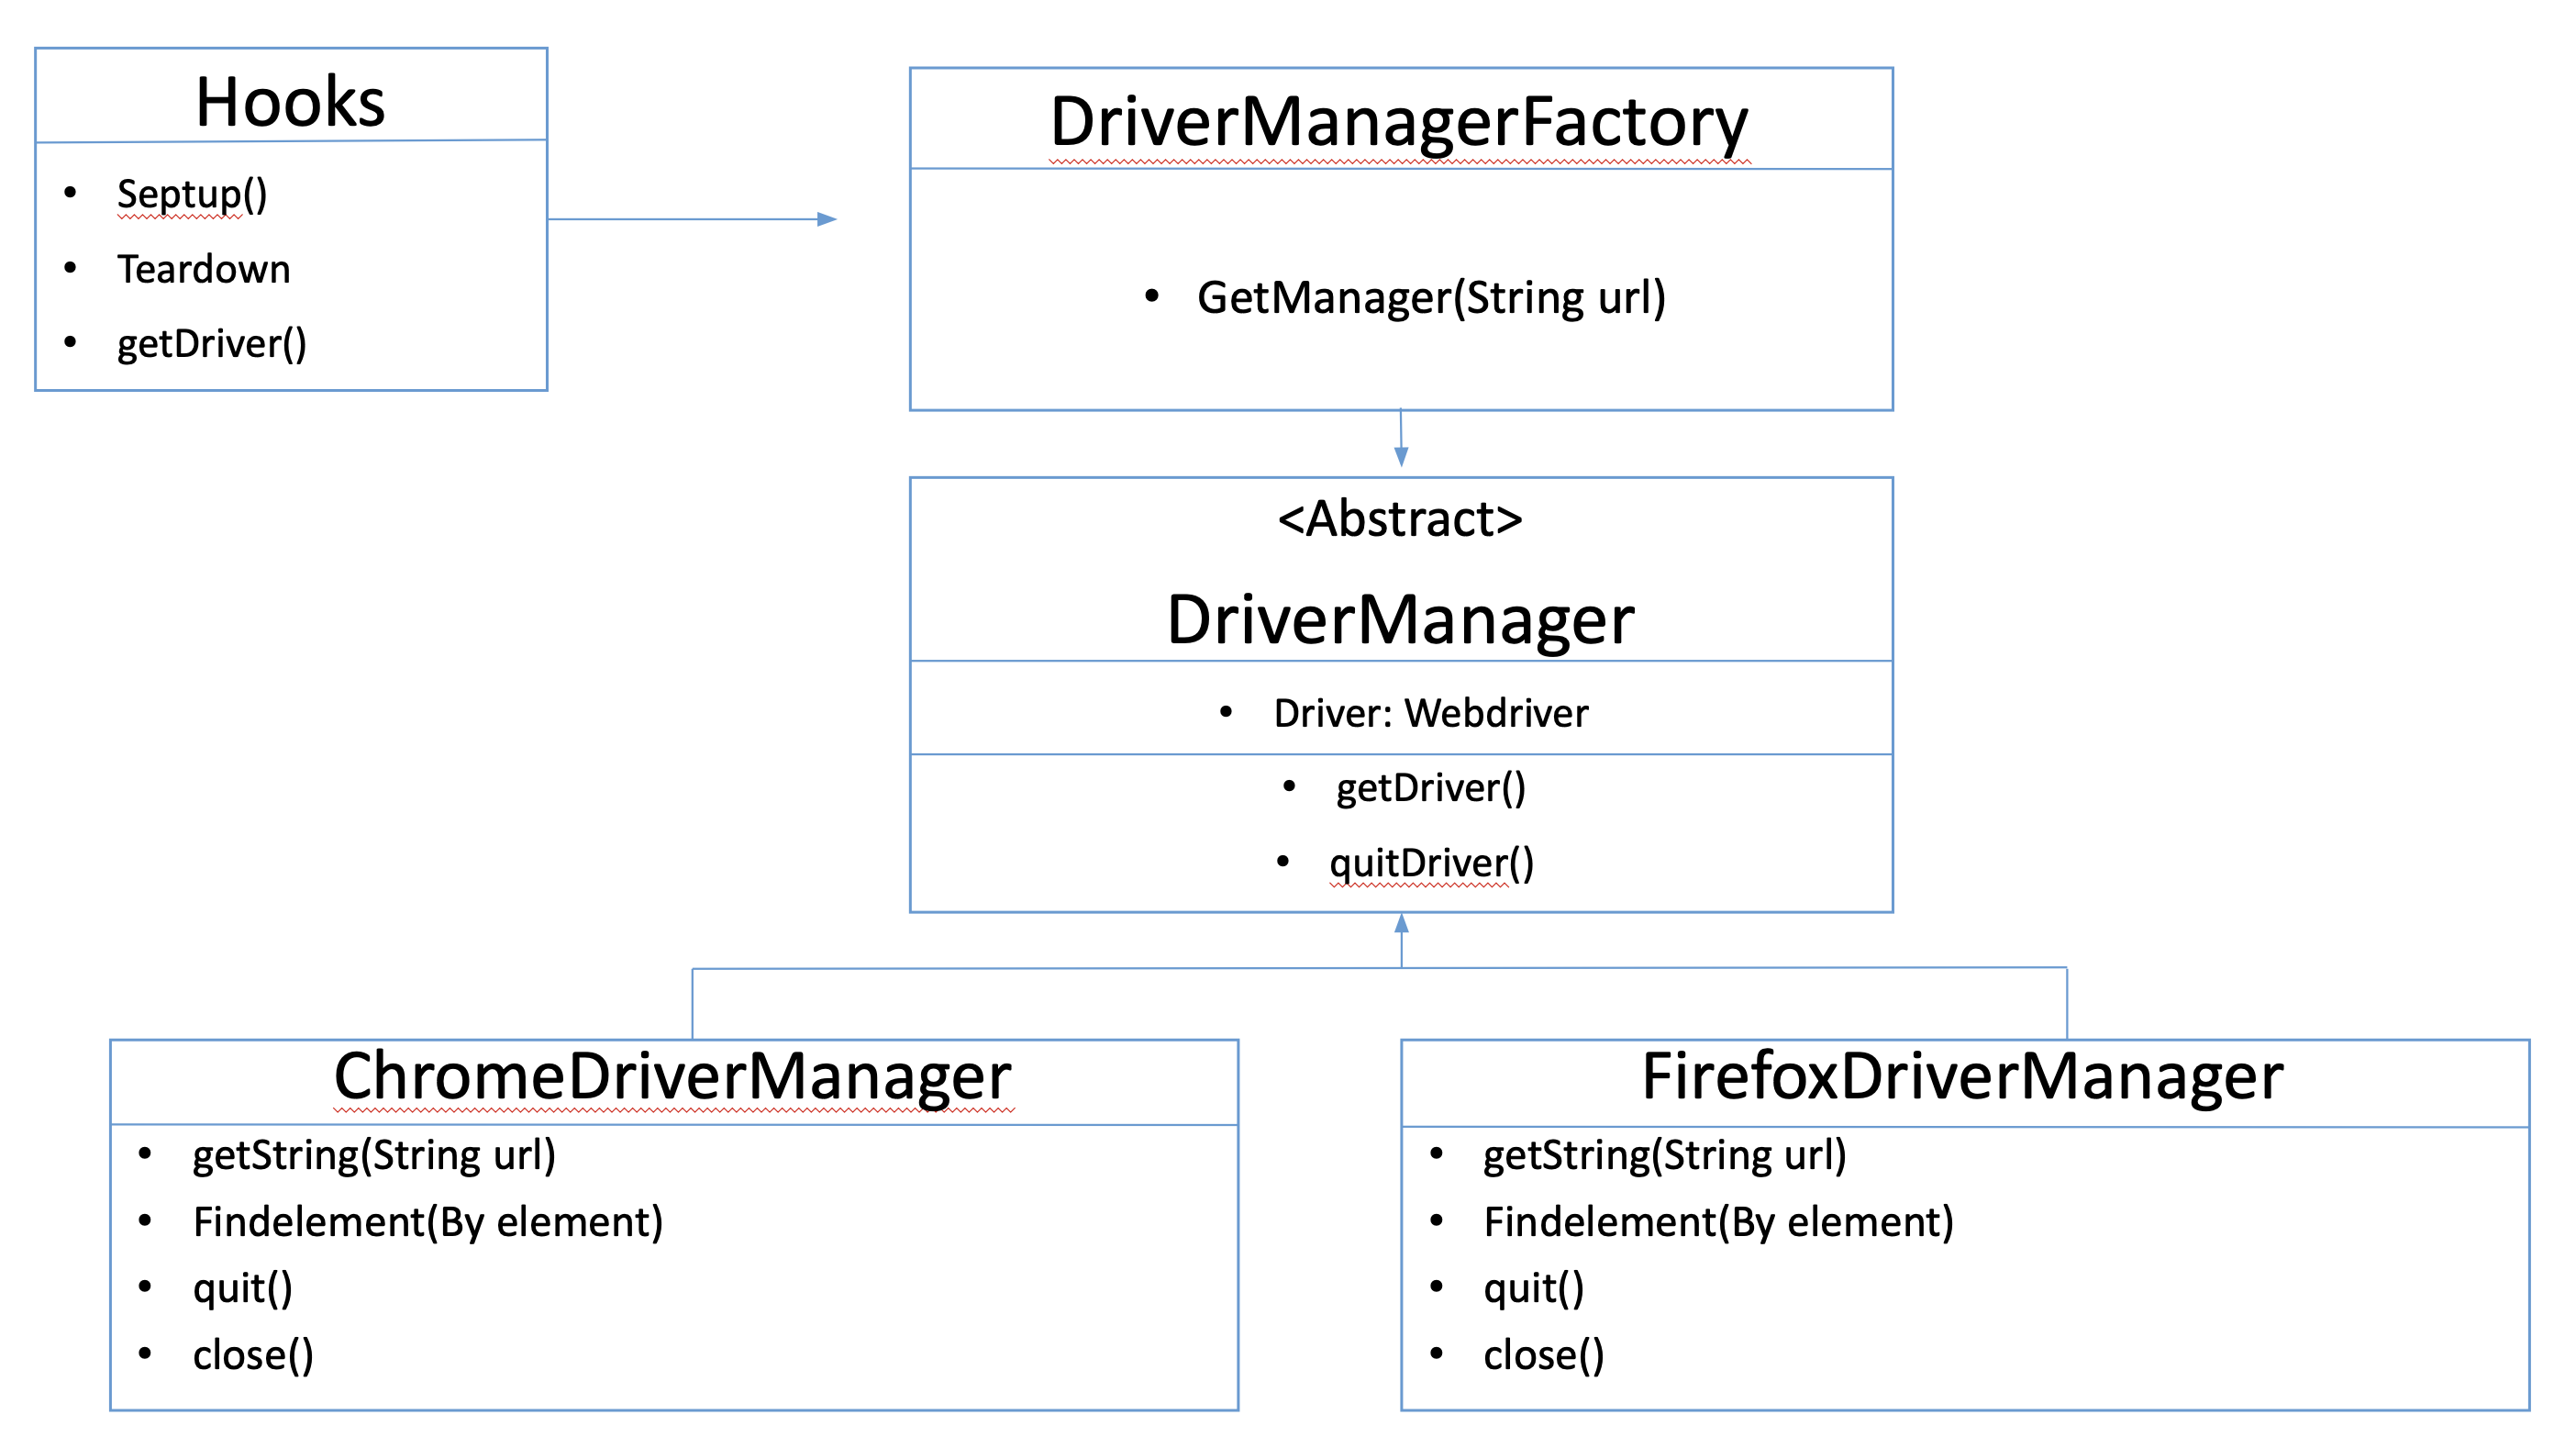 Hooks
• Septup()
• Teardown
• getDriver()
DriverManagerFactory
• GetManager(String url)
<Abstract>
DriverManager
• Driver: Webdriver
• getDriver()
• quitDriver()
ChromeDriverManager
• getString(String url)
• Findelement(By element)
• quit()
• close()
FirefoxDriverManager
• getString(String url)
• Findelement(By element)
• quit()
• close()